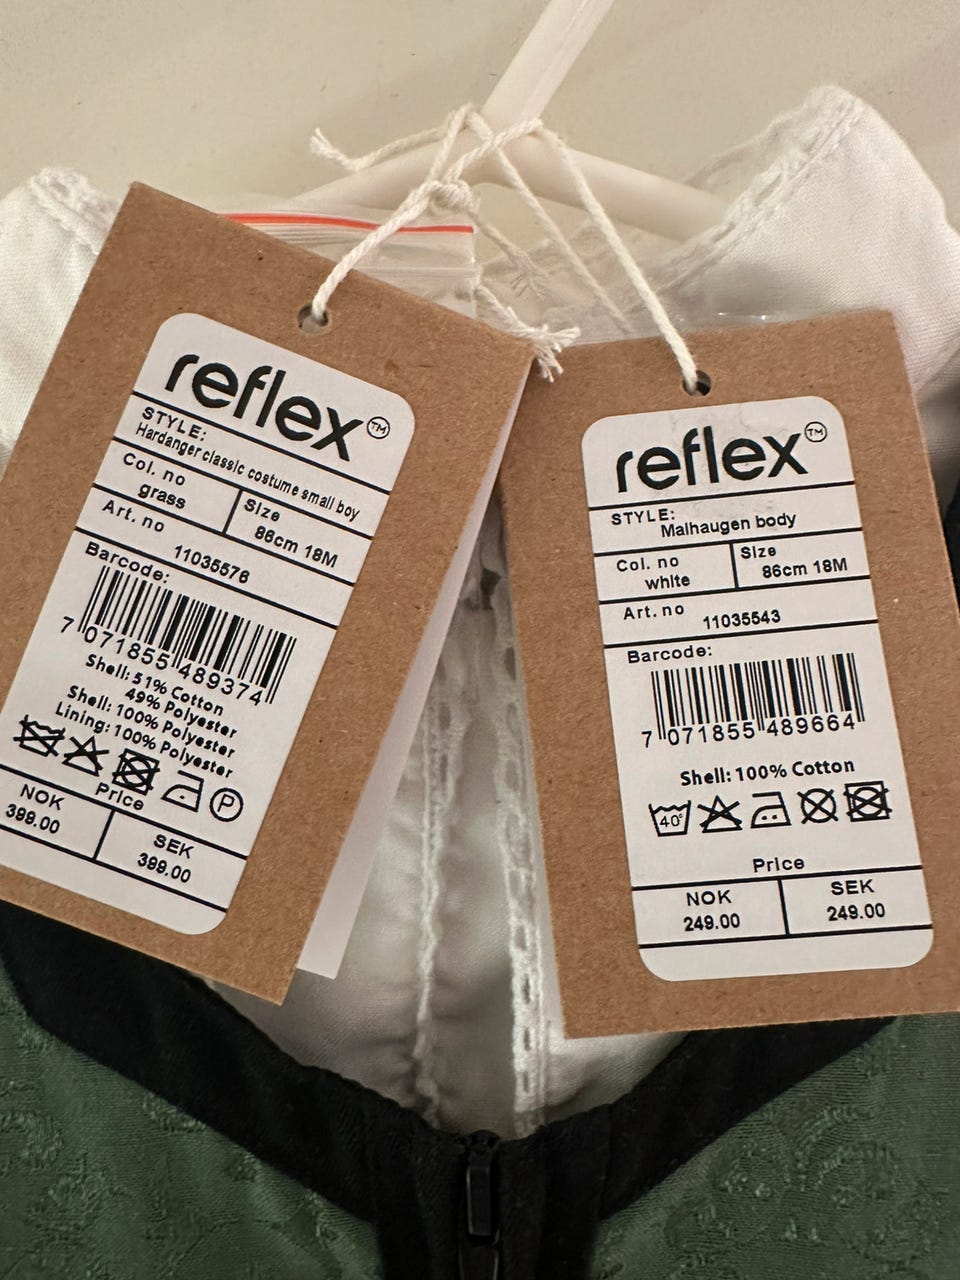 reflex™
STYLE:
Hardanger classic costume small boy
Col. no
grass
Size
86cm 18M
Art. no
11035576
Barcode:
7 071855 489374
Shell: 51% Cotton
49% Polyester
Shell: 100% Polyester
Lining: 100% Polyester
P
Price
NOK
399.00
SEK
399.00
reflex™
STYLE:
Maihaugen body
Col. no
white
Size
86cm 18M
Art. no
11035543
Barcode:
7 071855 489664
Shell: 100% Cotton
40°
Price
NOK
249.00
SEK
249.00